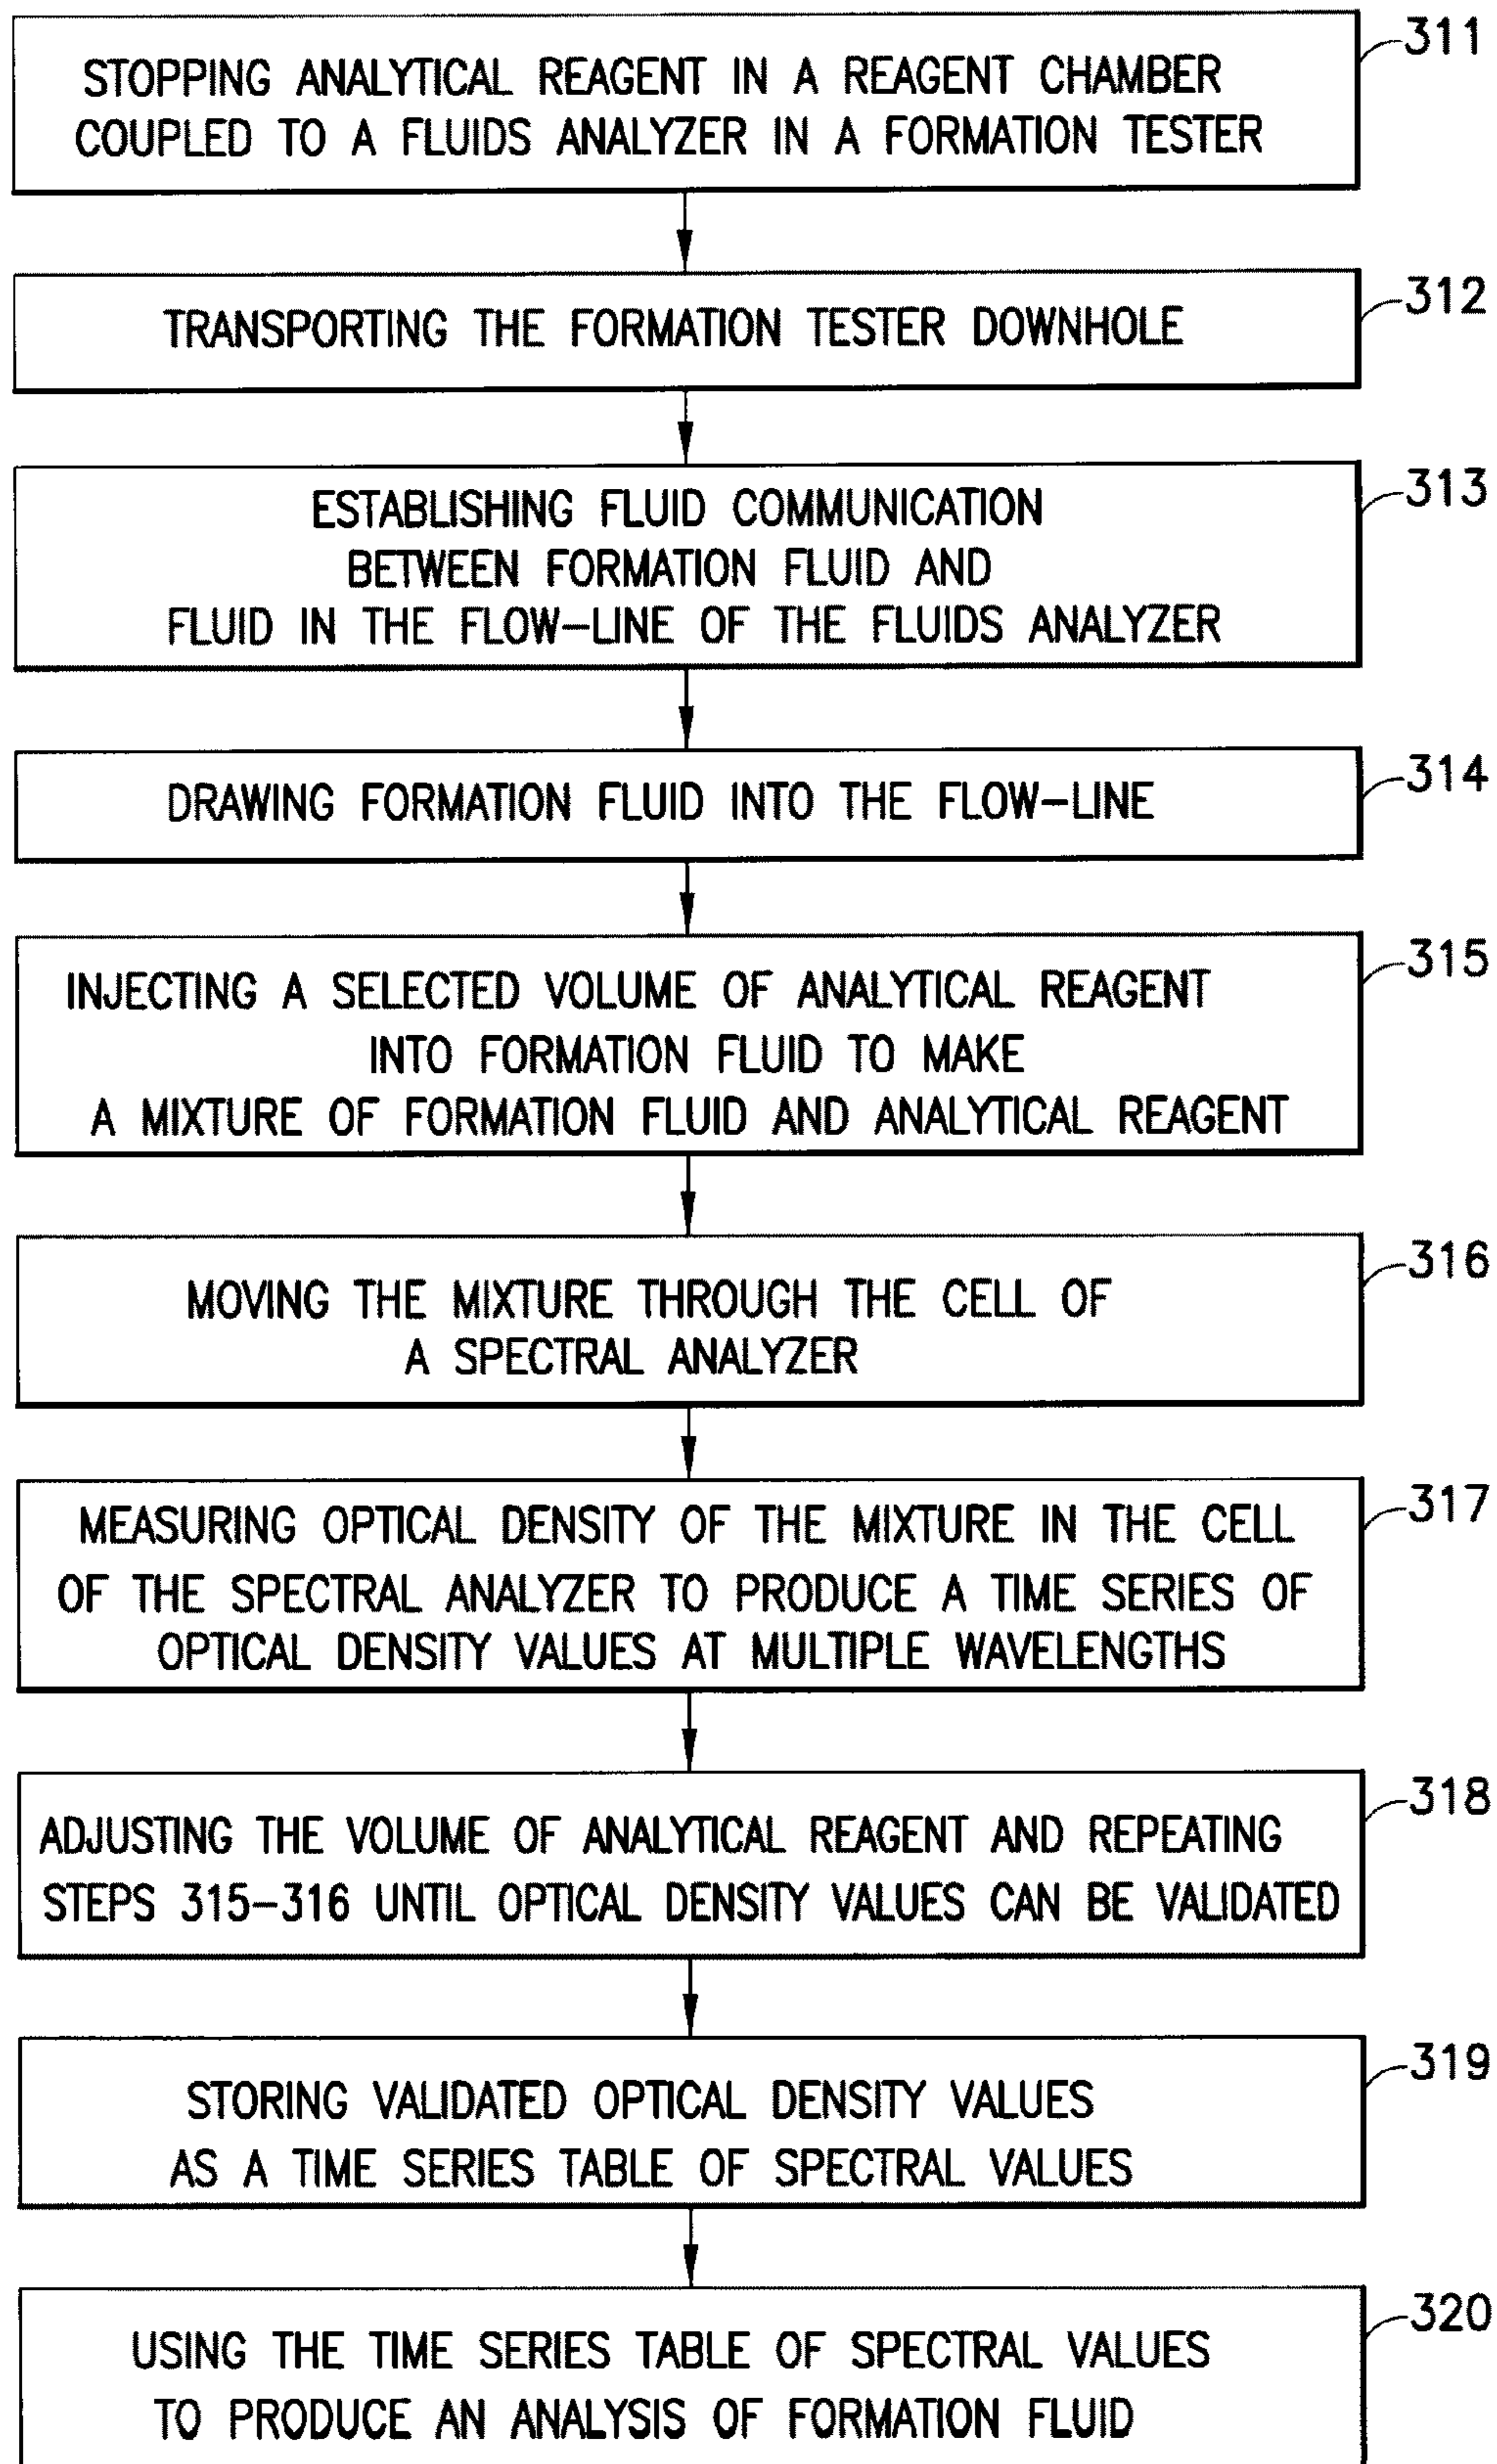 311
STOPPING ANALYTICAL REAGENT IN A REAGENT CHAMBER
COUPLED TO A FLUIDS ANALYZER IN A FORMATION TESTER
312
TRANSPORTING THE FORMATION TESTER DOWNHOLE
313
ESTABLISHING FLUID COMMUNICATION
BETWEEN FORMATION FLUID AND
FLUID IN THE FLOW-LINE OF THE FLUIDS ANALYZER
314
DRAWING FORMATION FLUID INTO THE FLOW-LINE
315
INJECTING A SELECTED VOLUME OF ANALYTICAL REAGENT
INTO FORMATION FLUID TO MAKE
A MIXTURE OF FORMATION FLUID AND ANALYTICAL REAGENT
316
MOVING THE MIXTURE THROUGH THE CELL OF
A SPECTRAL ANALYZER
317
MEASURING OPTICAL DENSITY OF THE MIXTURE IN THE CELL
OF THE SPECTRAL ANALYZER TO PRODUCE A TIME SERIES OF
OPTICAL DENSITY VALUES AT MULTIPLE WAVELENGTHS
318
ADJUSTING THE VOLUME OF ANALYTICAL REAGENT AND REPEATING
STEPS 315-316 UNTIL OPTICAL DENSITY VALUES CAN BE VALIDATED
319
STORING VALIDATED OPTICAL DENSITY VALUES
AS A TIME SERIES TABLE OF SPECTRAL VALUES
320
USING THE TIME SERIES TABLE OF SPECTRAL VALUES
TO PRODUCE AN ANALYSIS OF FORMATION FLUID